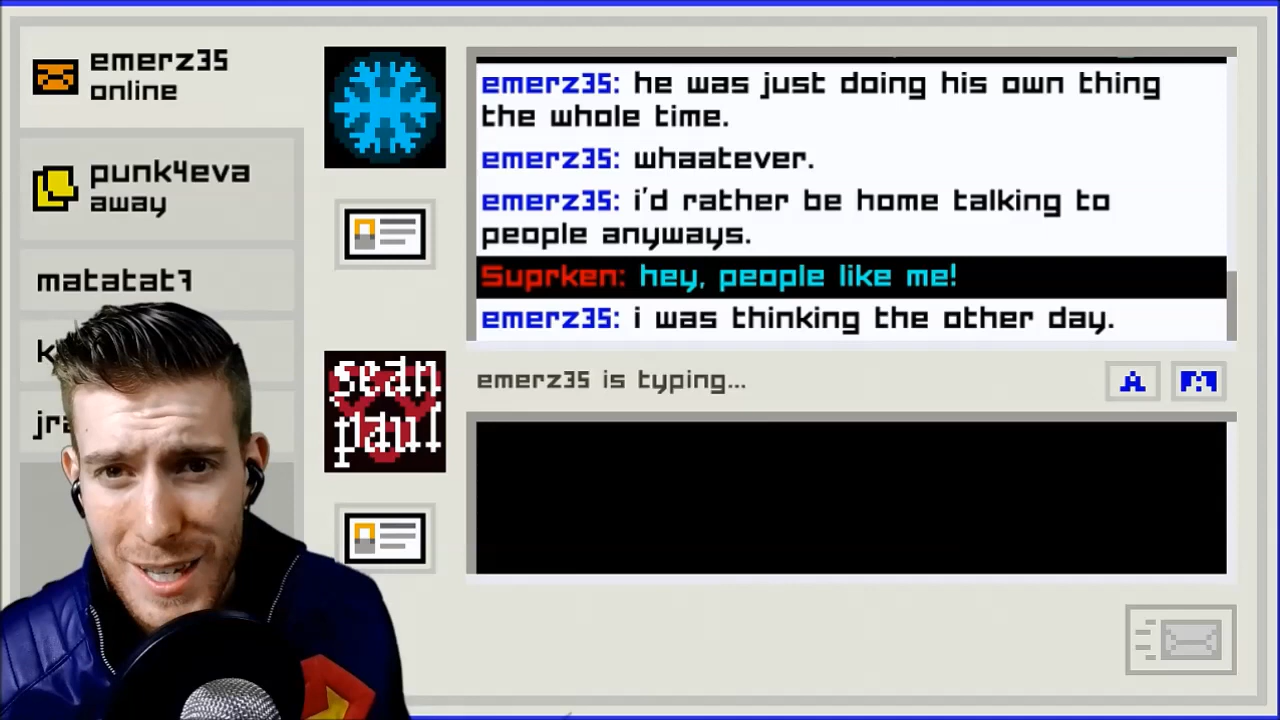 emerz35
online
punk4eva
away
matatat7
emerz35: he was just doing his own thing
the whole time.
emerz35: whaatever.
emerz35: i'd rather be home talking to
people anyways.
Suprken: hey, people like me!
emerz35: i was thinking the other day.
emerz35 is typing...
A
sean
paul